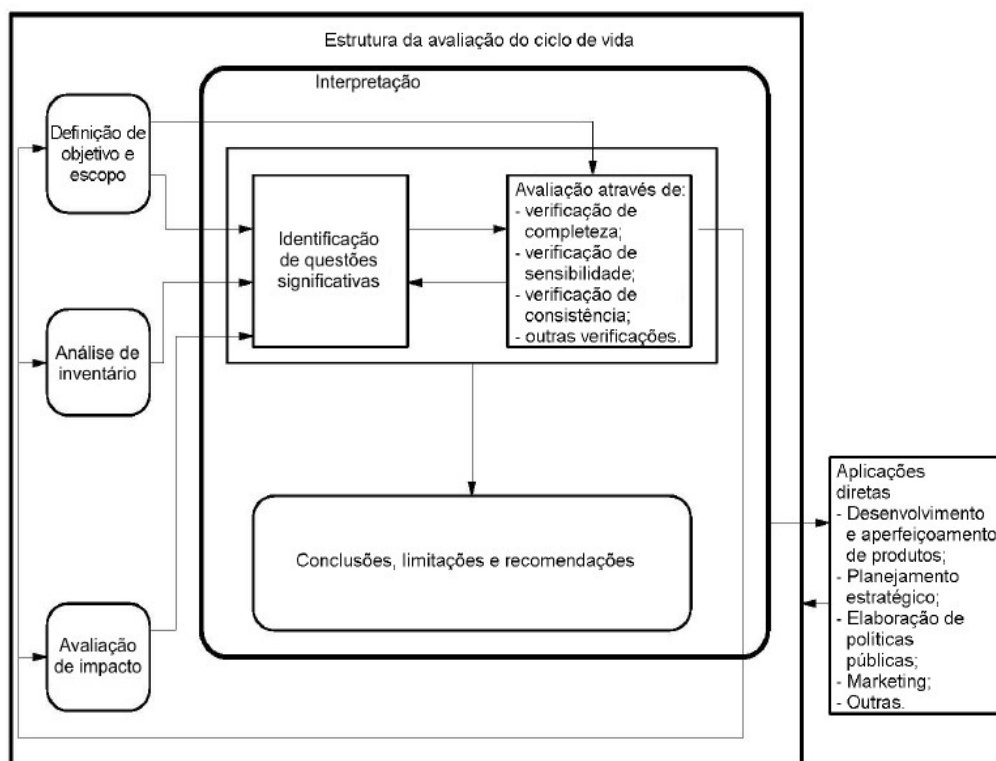 Estrutura da avaliação do ciclo de vida
Interpretação
Definição de
objetivo e
escopo
Identificação
de questões
significativas
Avaliação através de:
- verificação de
completeza;
- verificação de
sensibilidade;
- verificação de
consistência;
- outras verificações.
Análise de
inventário
Conclusões, limitações e recomendações
Avaliação
de impacto
Aplicações
diretas
- Desenvolvimento
e aperfeiçoamento
de produtos;
- Planejamento
estratégico;
- Elaboração de
políticas
públicas;
- Marketing;
- Outras.